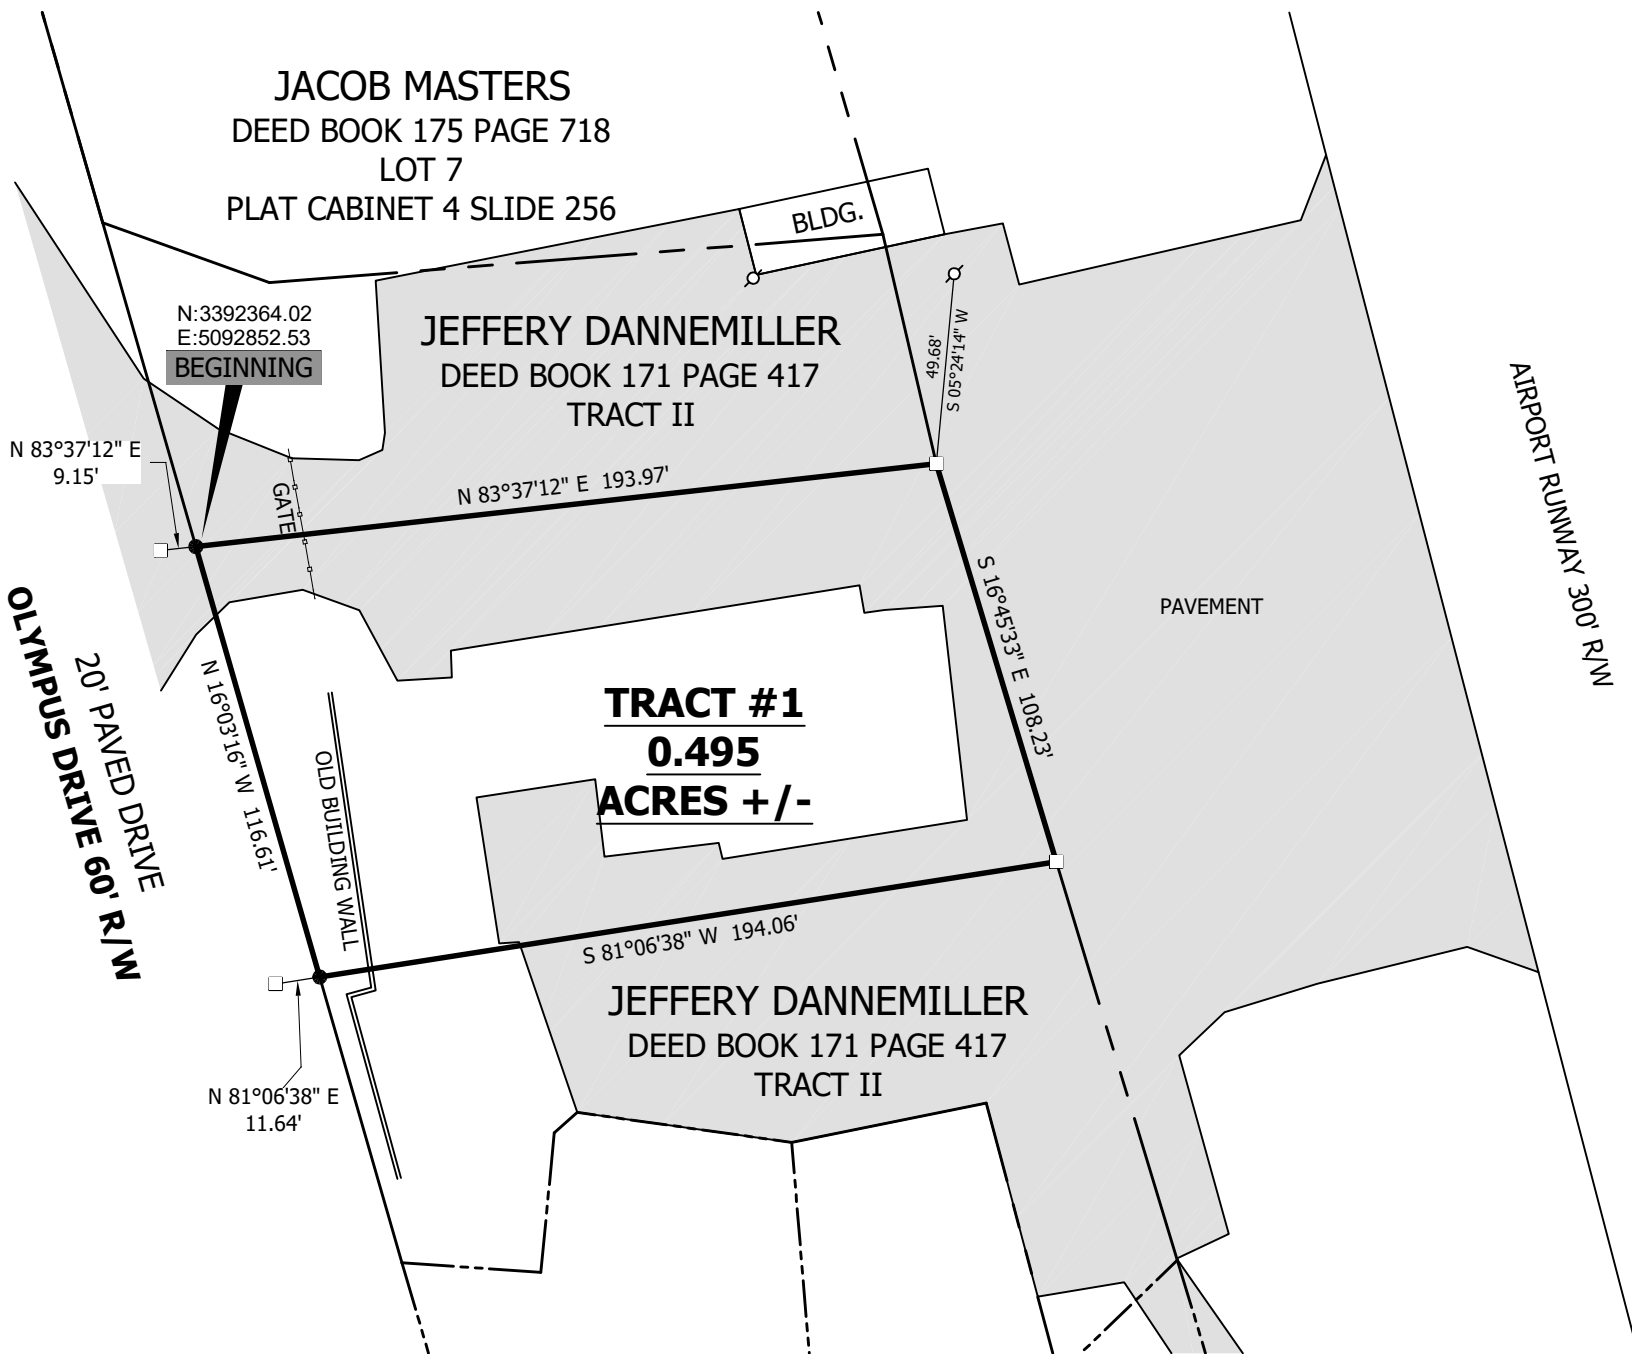 JACOB MASTERS
DEED BOOK 175 PAGE 718
LOT 7
PLAT CABINET 4 SLIDE 256
BLDG.
N:3392364.02
E:5092852.53
BEGINNING
JEFFERY DANNEMILLER
DEED BOOK 171 PAGE 417
TRACT II
49.68'
S 05°24'14" W
AIRPORT RUNWAY 300' R/W
N 83°37'12" E
9.15'
GATE
N 83°37'12" E 193.97'
S 16°45'33" E 108.23'
PAVEMENT
OLYMPUS DRIVE 60' R/W
20' PAVED DRIVE
N 16°03'16" W 116.61'
OLD BUILDING WALL
TRACT #1
0.495
ACRES +/-
S 81°06'38" W 194.06'
JEFFERY DANNEMILLER
DEED BOOK 171 PAGE 417
TRACT II
N 81°06'38" E
11.64'